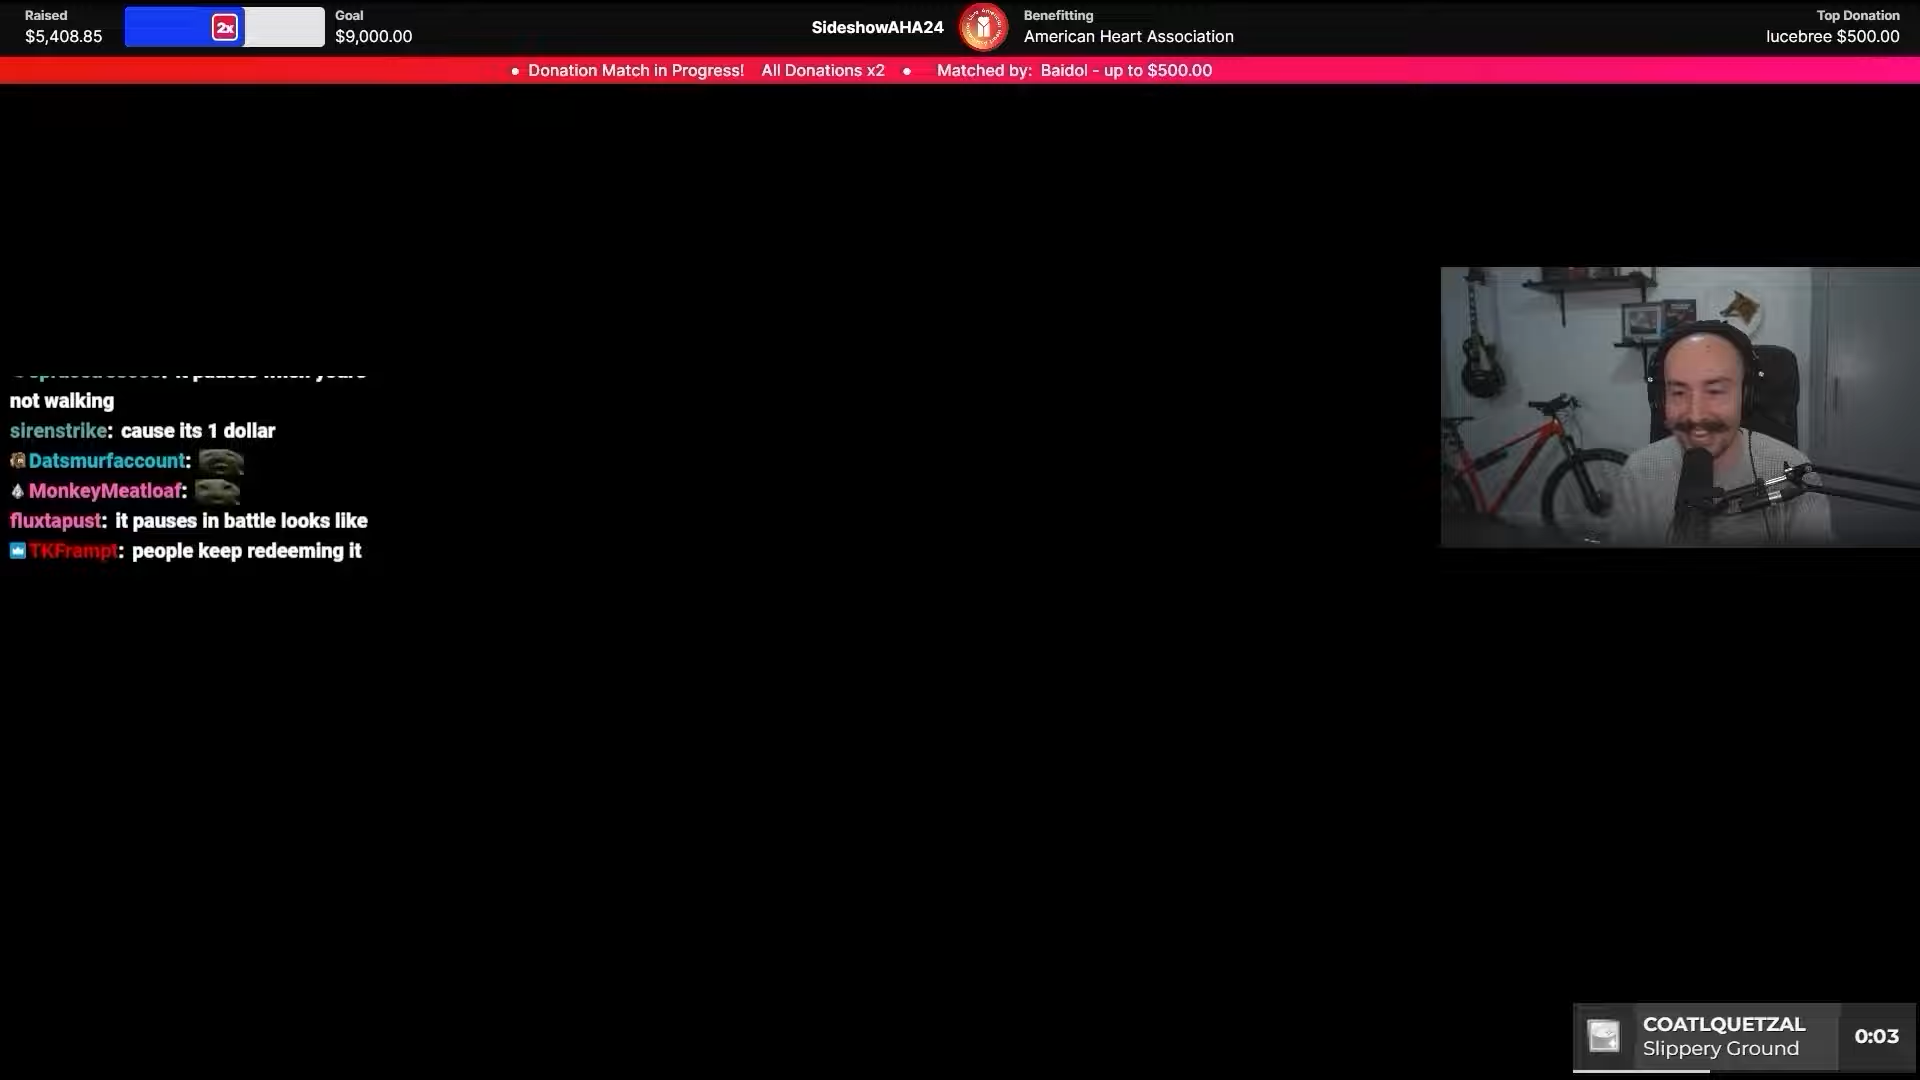 Raised
$5,408.85
2x
Goal
$9,000.00
SideshowAHA24
Benefitting
American Heart Association
Top Donation
lucebree $500.00
• Donation Match in Progress! All Donations x2 • Matched by: Baidol - up to $500.00
not walking
sirenstrike: cause its 1 dollar
Datsmurfaccount:
MonkeyMeatloaf:
fluxtapust: it pauses in battle looks like
TKFrampt: people keep redeeming it
COATLQUETZAL
Slippery Ground
0:03